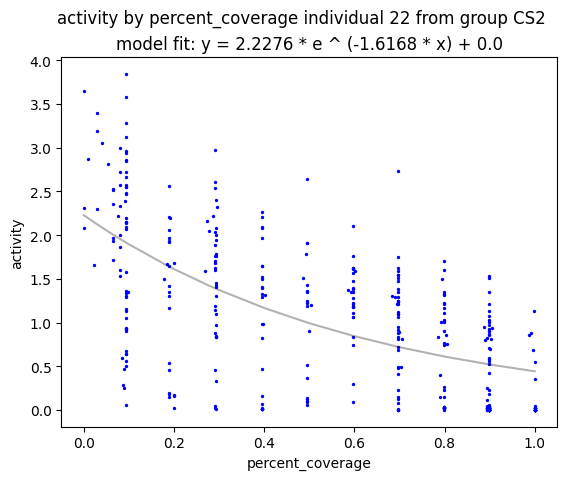 activity by percent_coverage individual 22 from group CS2
model fit: y = 2.2276 * e ^ (-1.6168 * x) + 0.0
4.0
3.5
3.0
2.5
2.0
1.5
1.0
0.5
0.0
activity
0.0 0.2 0.4 0.6 0.8 1.0
percent_coverage